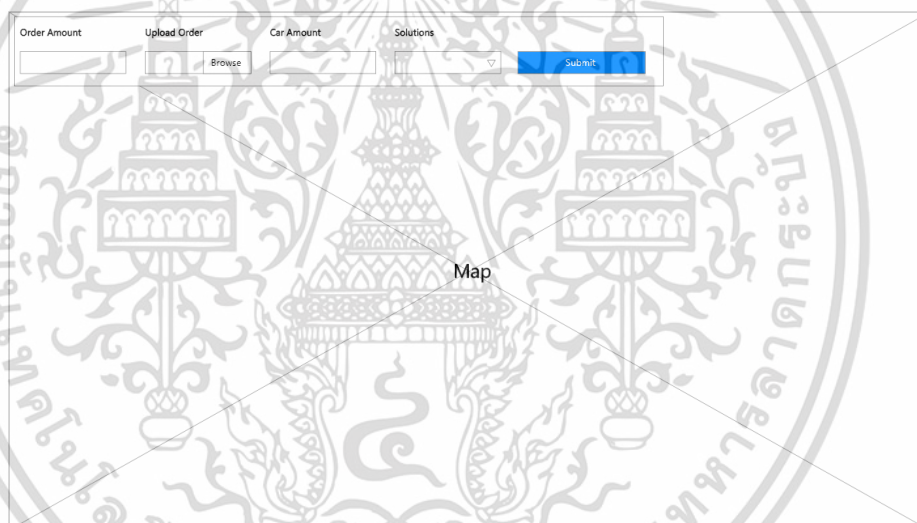 Order Amount
Upload Order
Car Amount
Solutions
Browse
Submit
Map